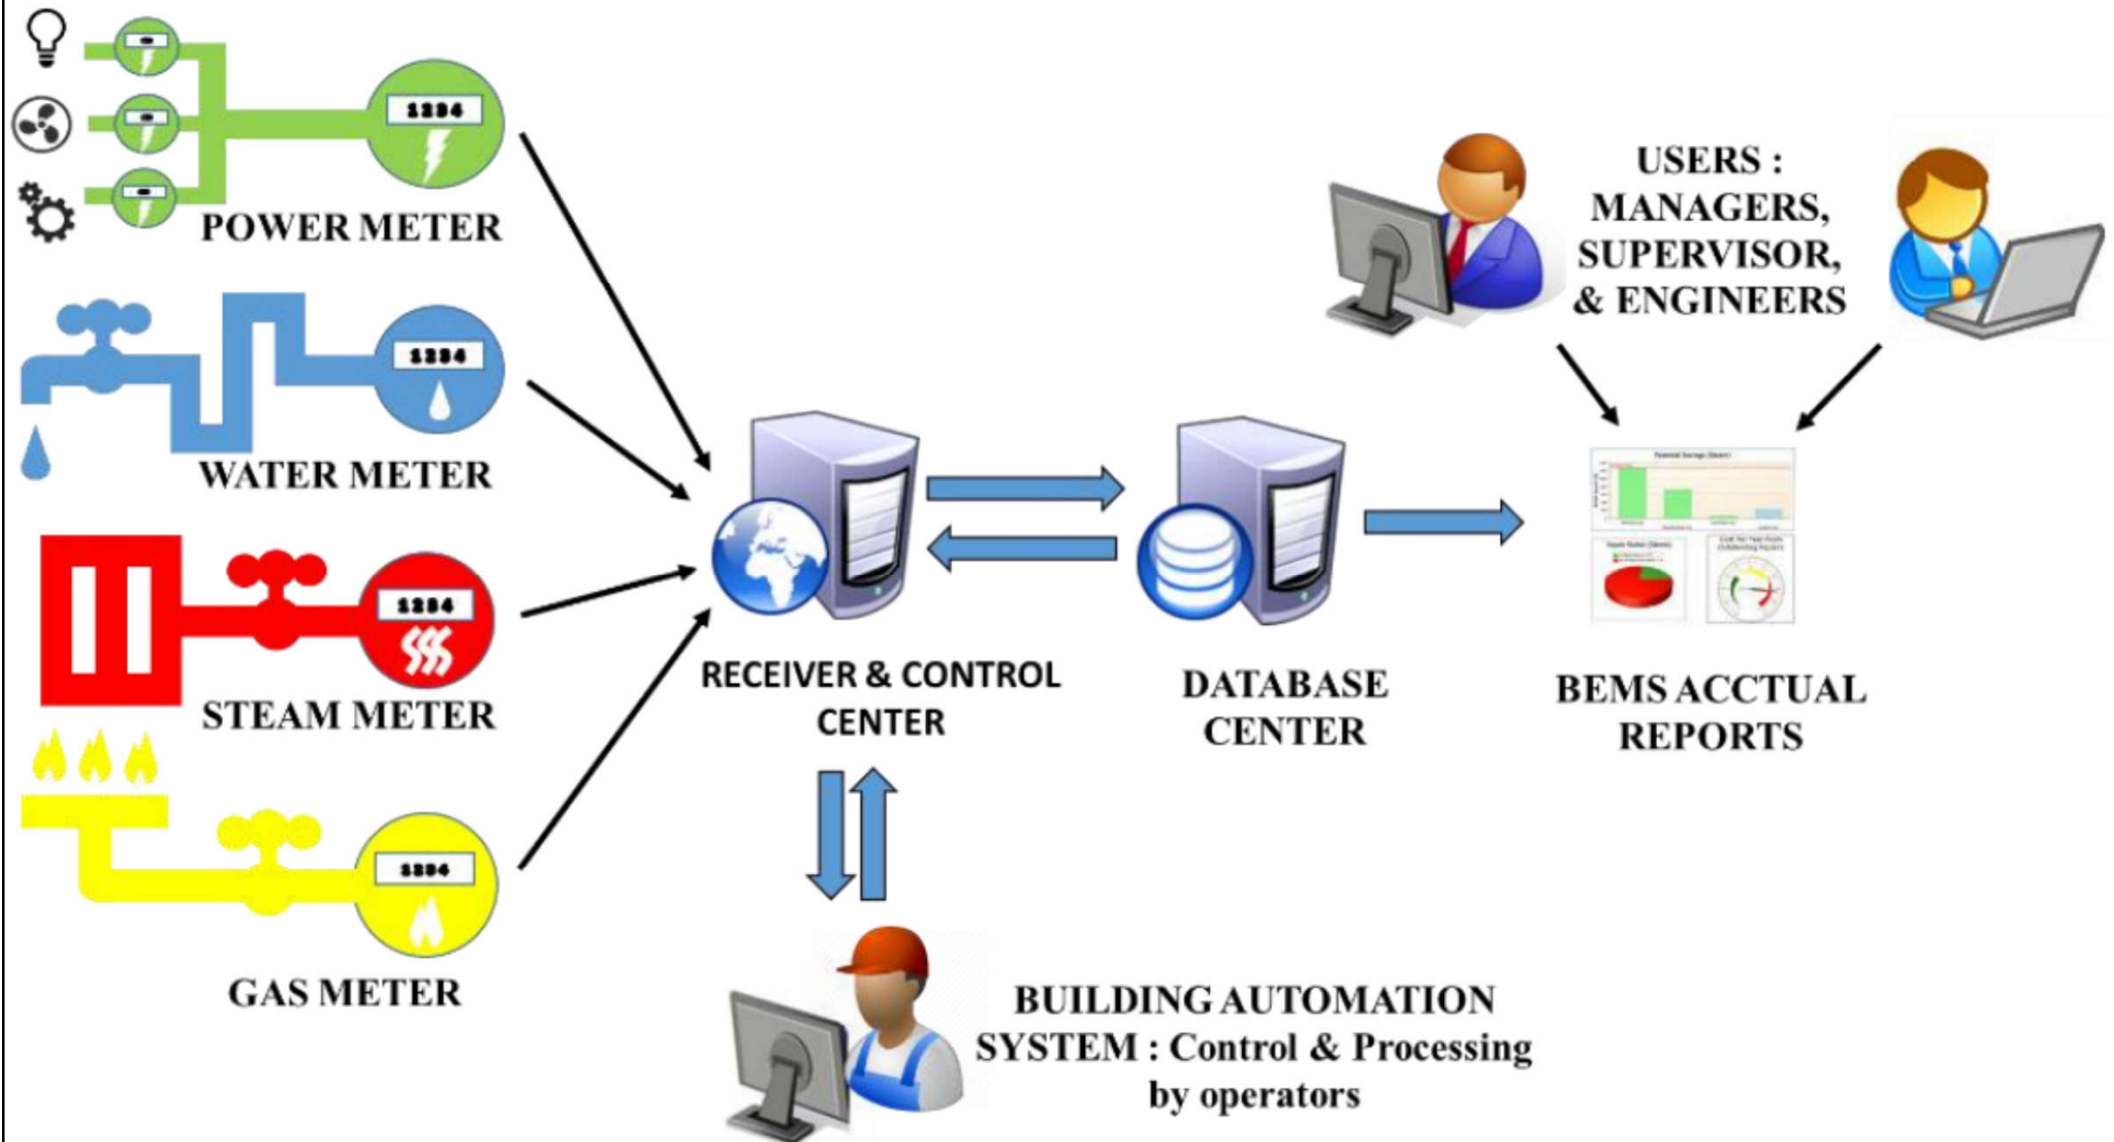 1234
POWER METER
1234
WATER METER
1234
STEAM METER
1234
GAS METER
RECEIVER & CONTROL
CENTER
DATABASE
CENTER
USERS :
MANAGERS,
SUPERVISOR,
& ENGINEERS
BEMS ACCTUAL
REPORTS
BUILDING AUTOMATION
SYSTEM : Control & Processing
by operators